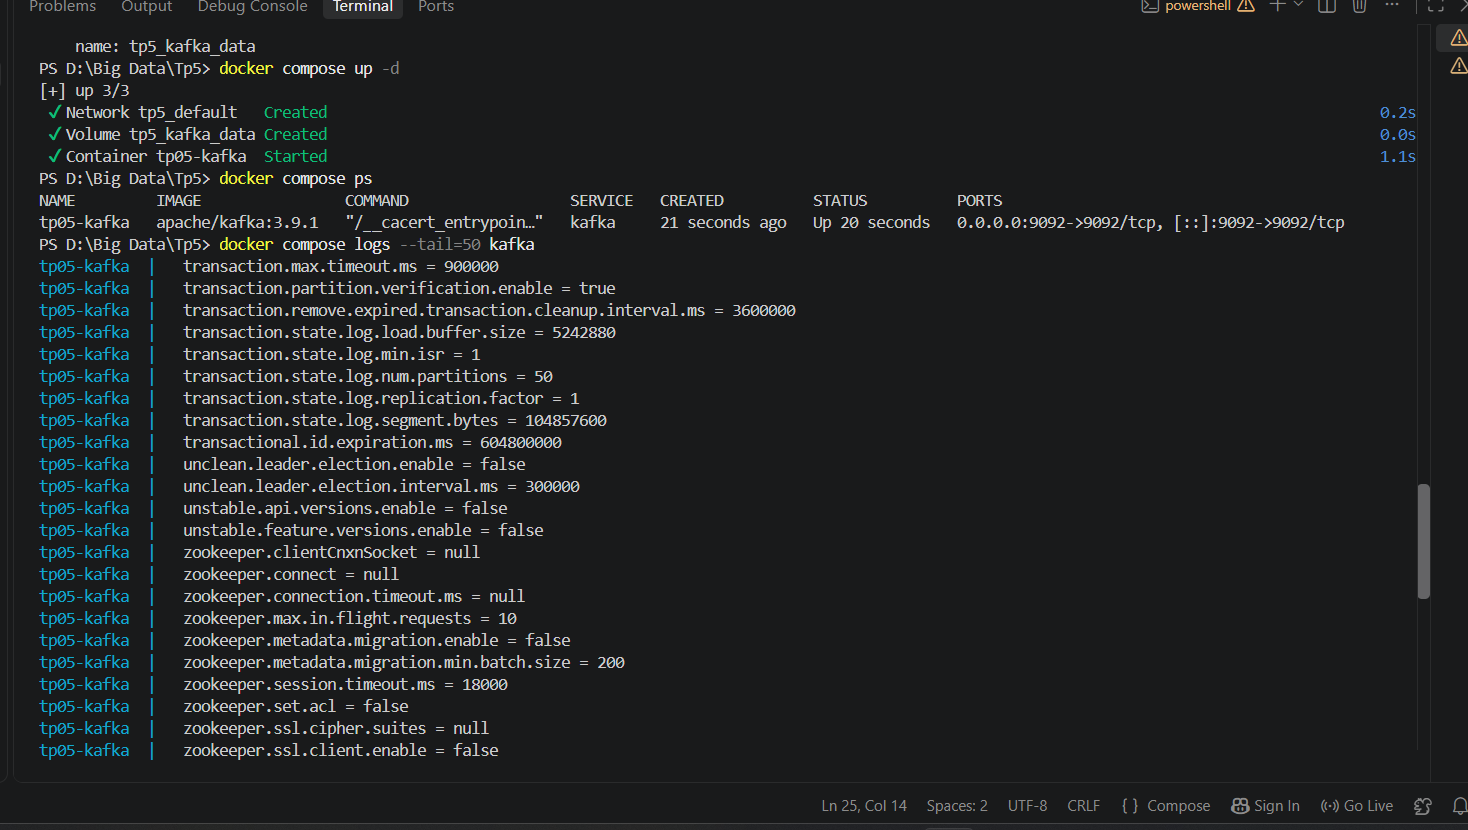 Problems Output Debug Console Terminal Ports powershell
name: tp5_kafka_data
PS D:\Big Data\Tp5> docker compose up -d
[+] up 3/3
✓ Network tp5_default Created 0.2s
✓ Volume tp5_kafka_data Created 0.0s
✓ Container tp05-kafka Started 1.1s
PS D:\Big Data\Tp5> docker compose ps
NAME IMAGE COMMAND SERVICE CREATED STATUS PORTS
tp05-kafka apache/kafka:3.9.1 "/__cacert_entrypoin…" kafka 21 seconds ago Up 20 seconds 0.0.0.0:9092->9092/tcp, [::]:9092->9092/tcp
PS D:\Big Data\Tp5> docker compose logs --tail=50 kafka
tp05-kafka | transaction.max.timeout.ms = 900000
tp05-kafka | transaction.partition.verification.enable = true
tp05-kafka | transaction.remove.expired.transaction.cleanup.interval.ms = 3600000
tp05-kafka | transaction.state.log.load.buffer.size = 5242880
tp05-kafka | transaction.state.log.min.isr = 1
tp05-kafka | transaction.state.log.num.partitions = 50
tp05-kafka | transaction.state.log.replication.factor = 1
tp05-kafka | transaction.state.log.segment.bytes = 104857600
tp05-kafka | transactional.id.expiration.ms = 604800000
tp05-kafka | unclean.leader.election.enable = false
tp05-kafka | unclean.leader.election.interval.ms = 300000
tp05-kafka | unstable.api.versions.enable = false
tp05-kafka | unstable.feature.versions.enable = false
tp05-kafka | zookeeper.clientCnxnSocket = null
tp05-kafka | zookeeper.connect = null
tp05-kafka | zookeeper.connection.timeout.ms = null
tp05-kafka | zookeeper.max.in.flight.requests = 10
tp05-kafka | zookeeper.metadata.migration.enable = false
tp05-kafka | zookeeper.metadata.migration.min.batch.size = 200
tp05-kafka | zookeeper.session.timeout.ms = 18000
tp05-kafka | zookeeper.set.acl = false
tp05-kafka | zookeeper.ssl.cipher.suites = null
tp05-kafka | zookeeper.ssl.client.enable = false
Ln 25, Col 14 Spaces: 2 UTF-8 CRLF { } Compose Sign In Go Live